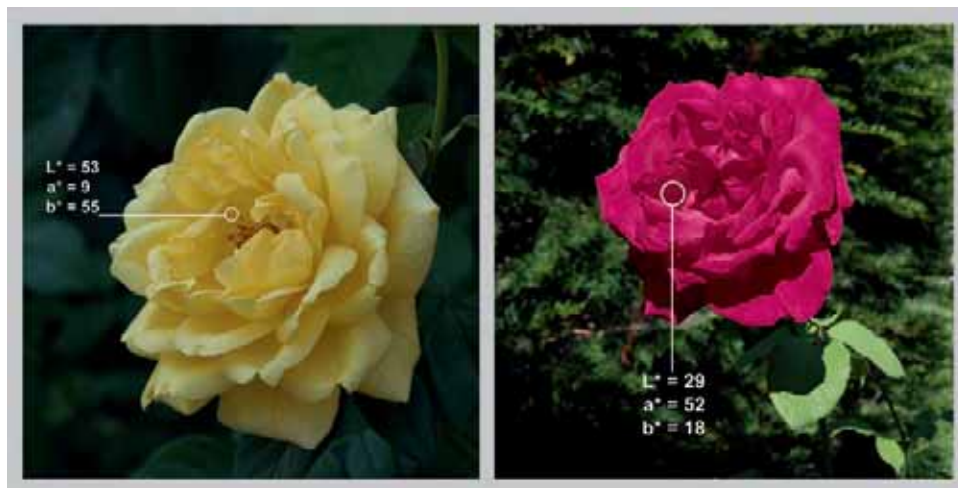 L* = 53
a* = 9
b* = 55
L* = 29
a* = 52
b* = 18